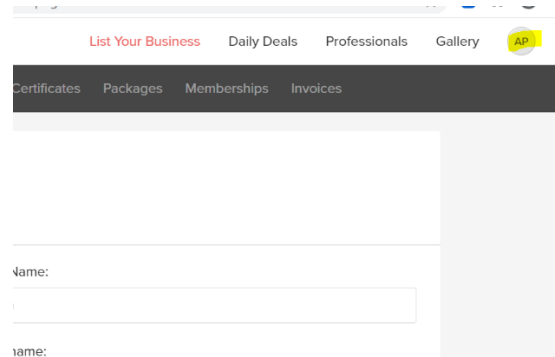 List Your Business Daily Deals Professionals Gallery AP
Certificates Packages Memberships Invoices
Name:
name: